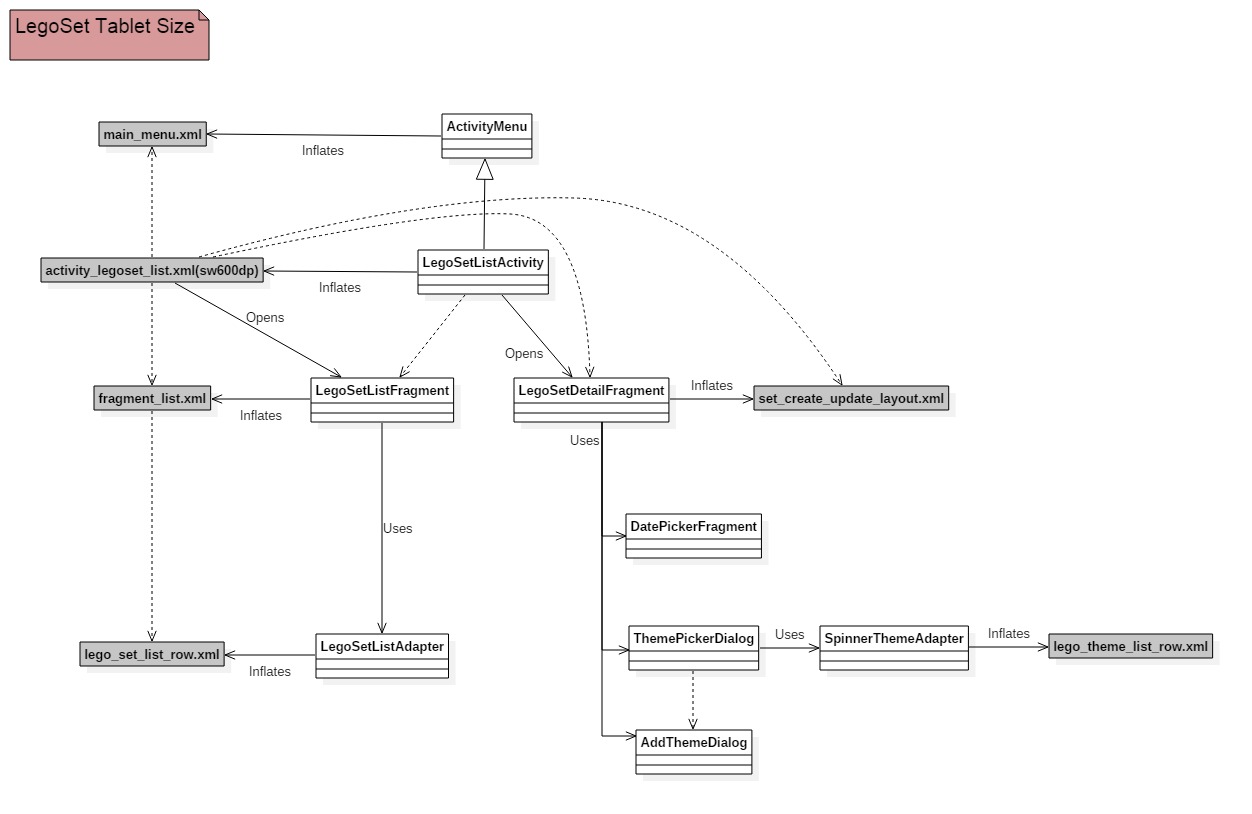 LegoSet Tablet Size
ActivityMenu
main_menu.xml
Inflates
LegoSetListActivity
activity_legoset_list.xml(sw600dp)
Inflates
Opens
Opens
LegoSetListFragment
LegoSetDetailFragment
Inflates
fragment_list.xml
set_create_update_layout.xml
Inflates
Uses
DatePickerFragment
Uses
ThemePickerDialog
Uses
SpinnerThemeAdapter
Inflates
lego_theme_list_row.xml
LegoSetListAdapter
lego_set_list_row.xml
Inflates
AddThemeDialog